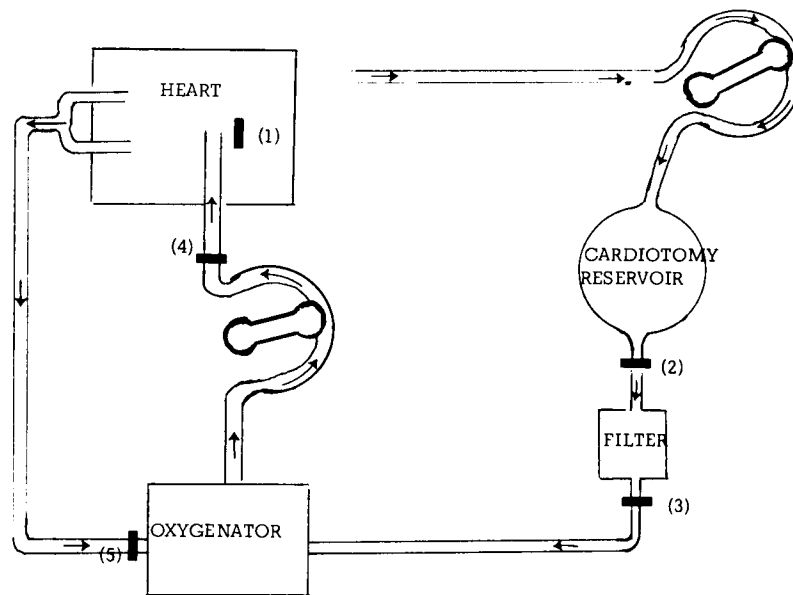 HEART
(1)
(4)
CARDIOTOMY
RESERVOIR
(2)
FILTER
(3)
OXYGENATOR
(5)